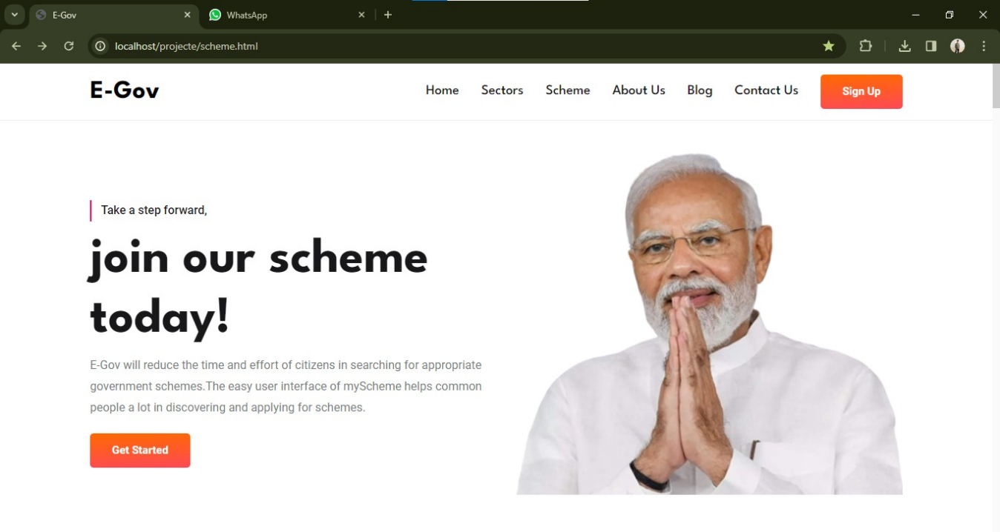 E-Gov
WhatsApp
localhost/projecte/scheme.html
E-Gov
Home
Sectors
Scheme
About Us
Blog
Contact Us
Sign Up
Take a step forward,
join our scheme
today!
E-Gov will reduce the time and effort of citizens in searching for appropriate
government schemes.The easy user interface of myScheme helps common
people a lot in discovering and applying for schemes.
Get Started